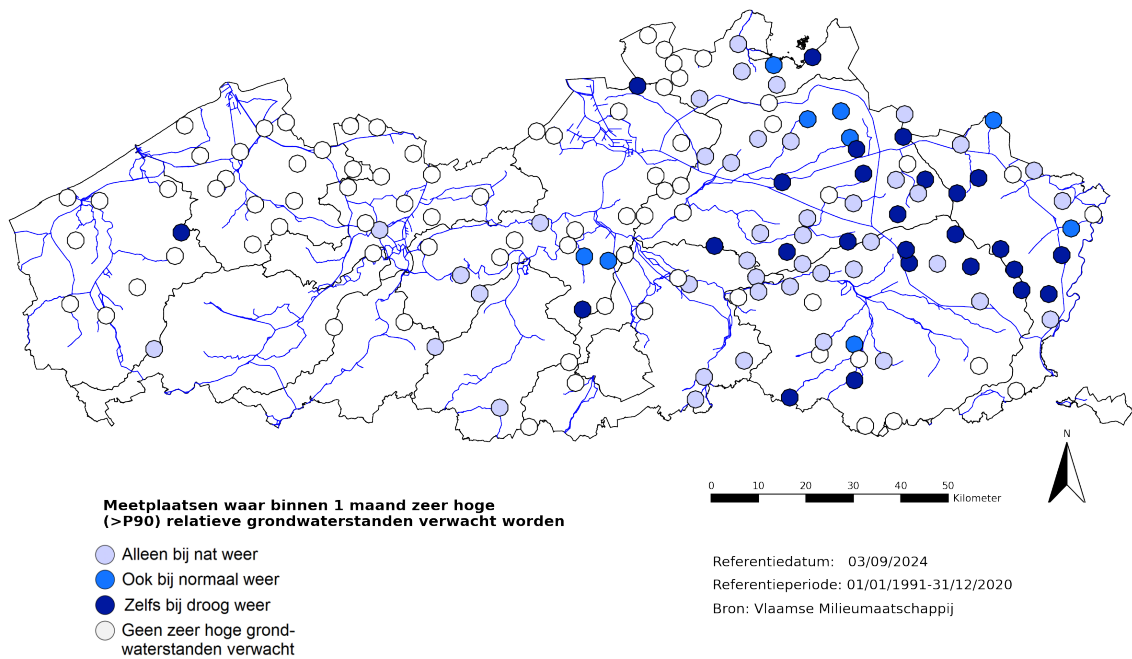 N
0 10 20 30 40 50
Kilometer
Meetplaatsen waar binnen 1 maand zeer hoge
(>P90) relatieve grondwaterstanden verwacht worden
Alleen bij nat weer
Ook bij normaal weer
Zelfs bij droog weer
Geen zeer hoge grond-
waterstanden verwacht
Referentiedatum: 03/09/2024
Referentieperiode: 01/01/1991-31/12/2020
Bron: Vlaamse Milieumaatschappij